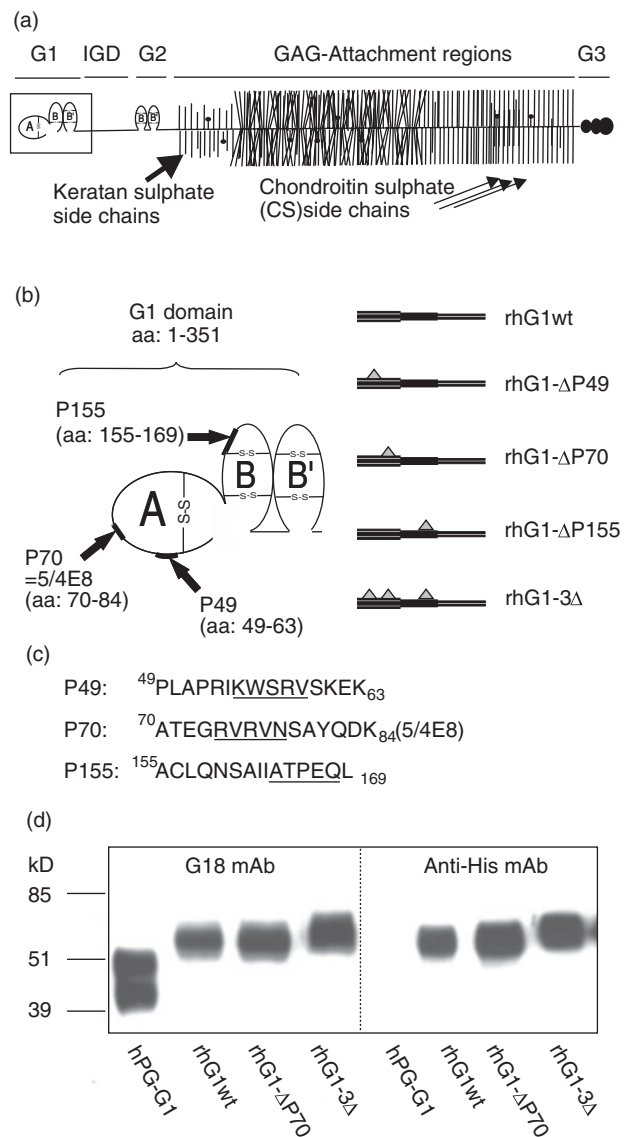 (a)
G1 IGD G2 GAG-Attachment regions G3
A S S B B'
B B'
Keratan sulphate
side chains
Chondroitin sulphate
(CS)side chains
(b)
G1 domain
aa: 1-351
P155
(aa: 155-169)
S-S S-S
B B'
S-S S-S
A
S-S
P70
=5/4E8
(aa: 70-84)
P49
(aa: 49-63)
rhG1wt
rhG1-ΔP49
rhG1-ΔP70
rhG1-ΔP155
rhG1-3Δ
(c)
P49: 49PLAPRIKWSRVSKEK63
P70: 70ATEGRVRVNSAYQDK84(5/4E8)
P155: 155ACLQNSAIIATPEQL 169
(d)
kD G18 mAb Anti-His mAb
85
51
39
hPG-G1 rhG1wt rhG1-ΔP70 rhG1-3Δ hPG-G1 rhG1wt rhG1-ΔP70 rhG1-3Δ